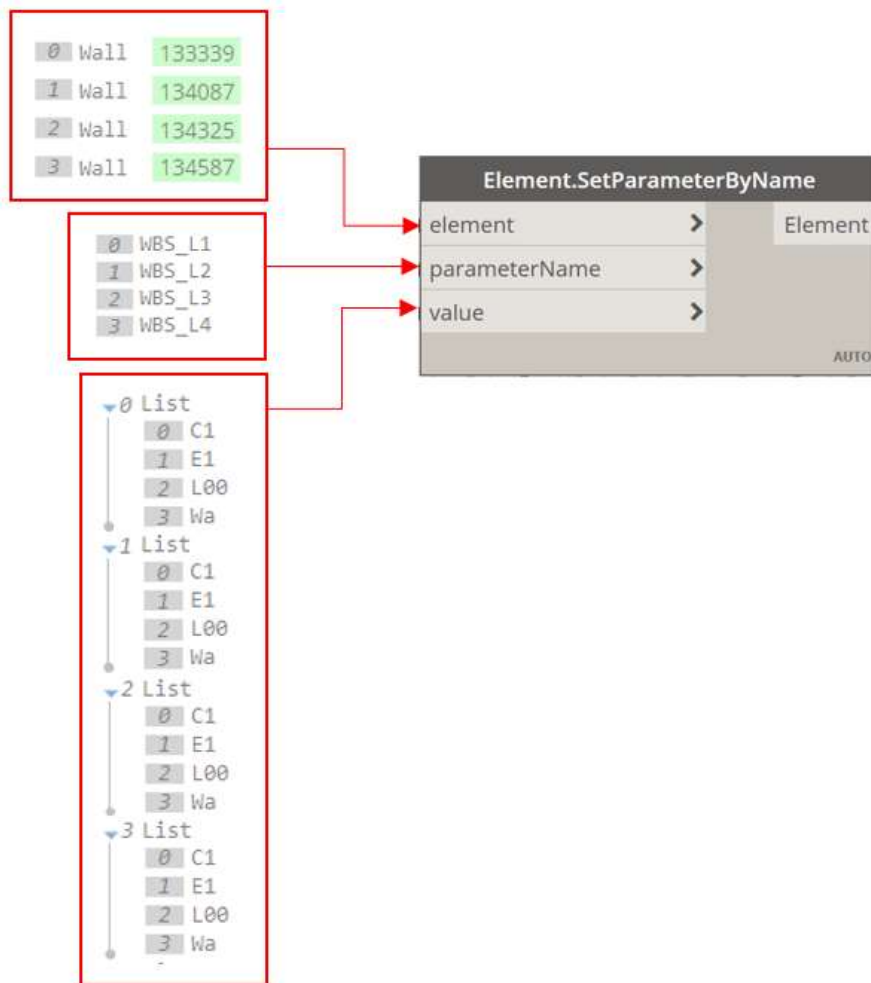 0 Wall 133339
1 Wall 134087
2 Wall 134325
3 Wall 134587
Element.SetParameterByName
element > Element
parameterName >
value >
AUTO
0 WBS_L1
1 WBS_L2
2 WBS_L3
3 WBS_L4
0 List
0 C1
1 E1
2 L00
3 Wa
1 List
0 C1
1 E1
2 L00
3 Wa
2 List
0 C1
1 E1
2 L00
3 Wa
3 List
0 C1
1 E1
2 L00
3 Wa